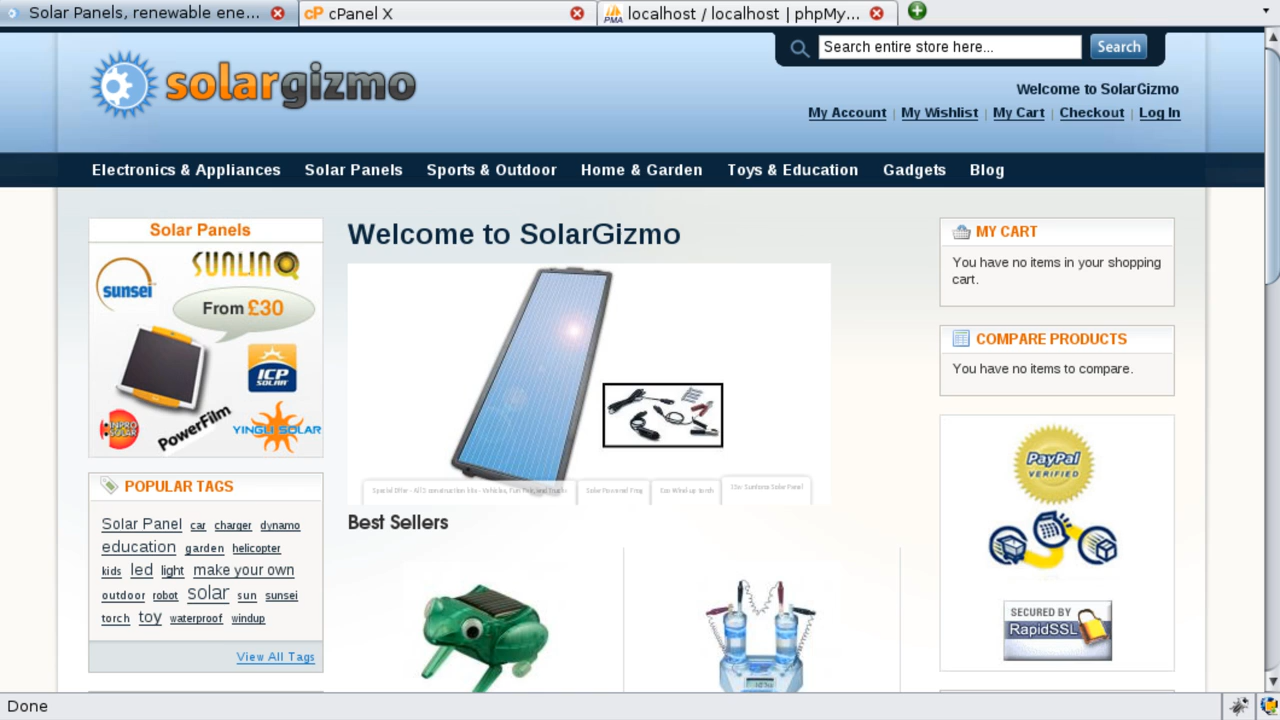 Solar Panels, renewable ene...
cPanel X
localhost / localhost | phpMy...
solargizmo
Search entire store here...
Search
Welcome to SolarGizmo
My Account | My Wishlist | My Cart | Checkout | Log In
Electronics & Appliances Solar Panels Sports & Outdoor Home & Garden Toys & Education Gadgets Blog
Solar Panels
SUNLINQ
sunsei
From £30
ICP
SOLAR
PowerFilm
YINGLI SOLAR
POPULAR TAGS
Solar Panel car charger dynamo
education garden helicopter
kids led light make your own
outdoor robot solar sun sunsei
torch toy waterproof windup
View All Tags
Welcome to SolarGizmo
Solar Powered Frog
Best Sellers
MY CART
You have no items in your shopping
cart.
COMPARE PRODUCTS
You have no items to compare.
PayPal
VERIFIED
SECURED BY
RapidSSL
Done